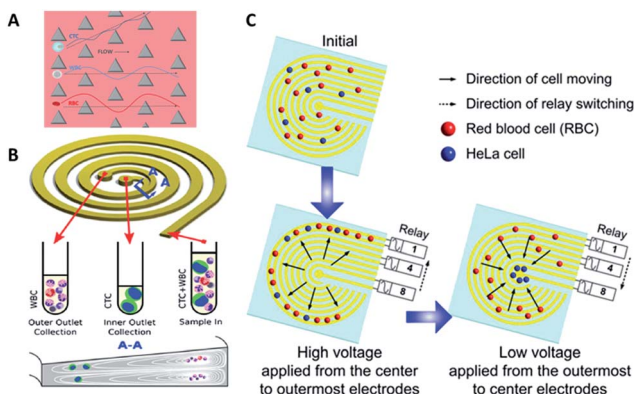 A
CTC
FLOW
WBC
RBC
B
A
A
WBC
CTC
CTC+WBC
Outer Outlet
Collection
Inner Outlet
Collection
Sample In
A-A
C
Initial
Direction of cell moving
Direction of relay switching
Red blood cell (RBC)
HeLa cell
Relay
1
4
8
High voltage
applied from the center
to outermost electrodes
Relay
1
4
8
Low voltage
applied from the outermost
to center electrodes